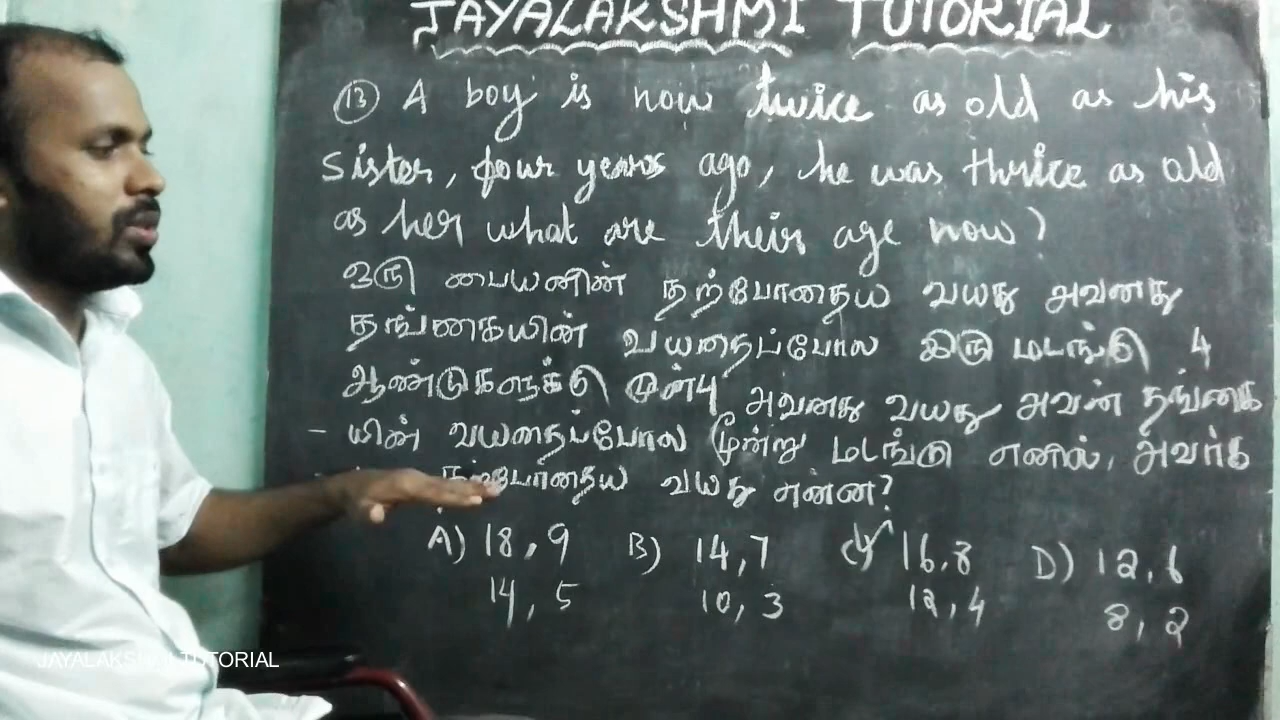 JAYALAKSHMI TUTORIAL
13 A boy is now twice as old as his
sister, four years ago, he was thrice as old
as her what are their age now?
ஒரு பையனின் தற்போதைய வயது அவனது
தங்கையின் வயதைப்போல இரு மடங்கு 4
ஆண்டுகளுக்கு முன்பு அவனது வயது அவன் தங்கை
- யின் வயதைப்போல மூன்று மடங்கு எனில், அவர்க
தற்போதைய வயது என்ன?
A) 18, 9 B) 14, 7 C) 16, 8 D) 12, 6
14, 5 10, 3 12, 4 8, 2
JAYALAKSHMI TUTORIAL